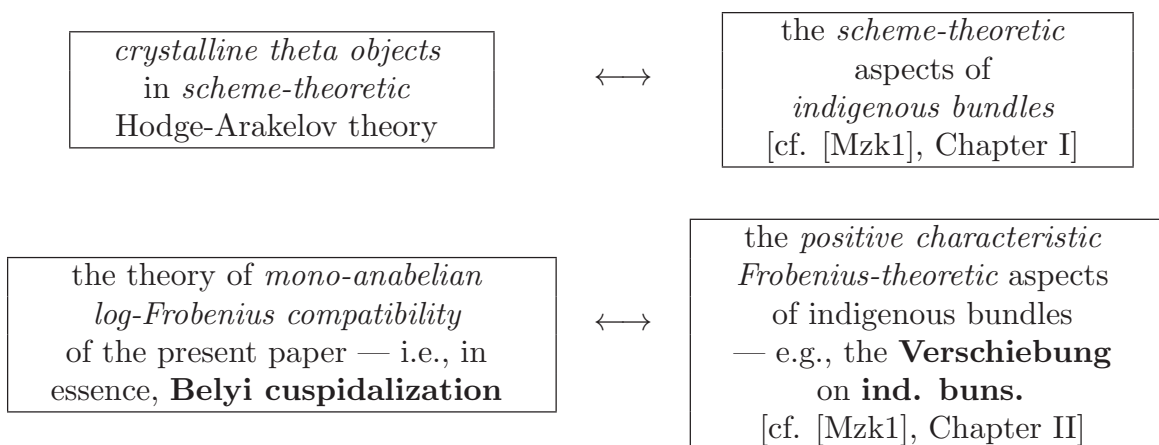 crystalline theta objects
in scheme-theoretic
Hodge-Arakelov theory
←→
the scheme-theoretic
aspects of
indigenous bundles
[cf. [Mzk1], Chapter I]
the theory of mono-anabelian
log-Frobenius compatibility
of the present paper — i.e., in
essence, Belyi cuspidalization
←→
the positive characteristic
Frobenius-theoretic aspects
of indigenous bundles
— e.g., the Verschiebung
on ind. buns.
[cf. [Mzk1], Chapter II]